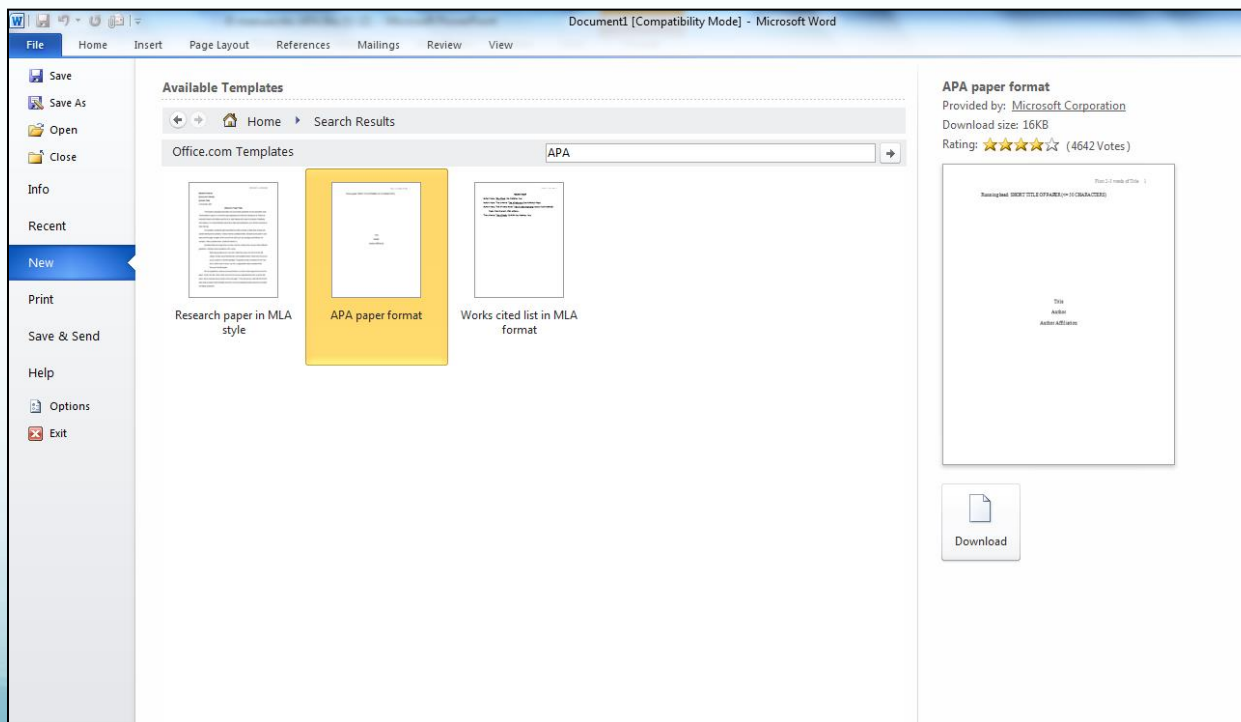 Document1 [Compatibility Mode] - Microsoft Word
File Home Insert Page Layout References Mailings Review View
Save
Save As
Open
Close
Info
Recent
New
Print
Save & Send
Help
Options
Exit
Available Templates
Home Search Results
Office.com Templates APA
Research paper in MLA style
APA paper format
Works cited list in MLA format
APA paper format
Provided by: Microsoft Corporation
Download size: 16KB
Rating: (4642 Votes)
Running head: SHORT TITLE OF PAPER (<= 50 CHARACTERS)
Title
Author
Author Affiliation
Download